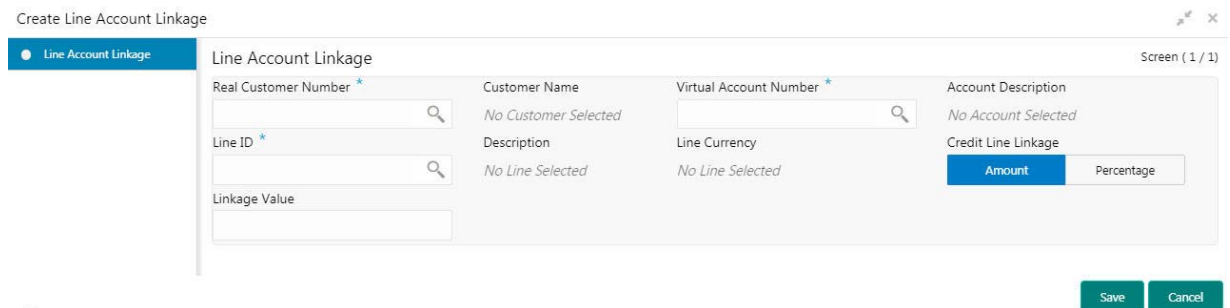 Create Line Account Linkage
Line Account Linkage
Line Account Linkage
Screen ( 1 / 1)
Real Customer Number *
Customer Name
Virtual Account Number *
Account Description
No Customer Selected
No Account Selected
Line ID *
Description
Line Currency
Credit Line Linkage
No Line Selected
No Line Selected
Amount
Percentage
Linkage Value
Save
Cancel